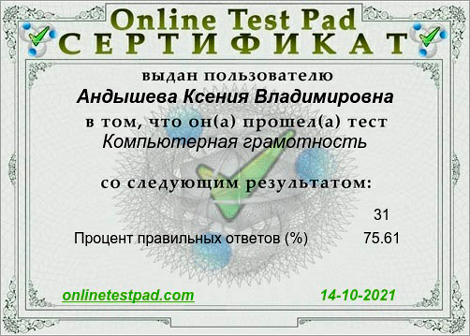 Online Test Pad
СЕРТИФИКАТ
выдан пользователю
Андышева Ксения Владимировна
в том, что он(а) прошел(а) тест
Компьютерная грамотность
со следующим результатом:
31
Процент правильных ответов (%) 75.61
onlinetestpad.com 14-10-2021